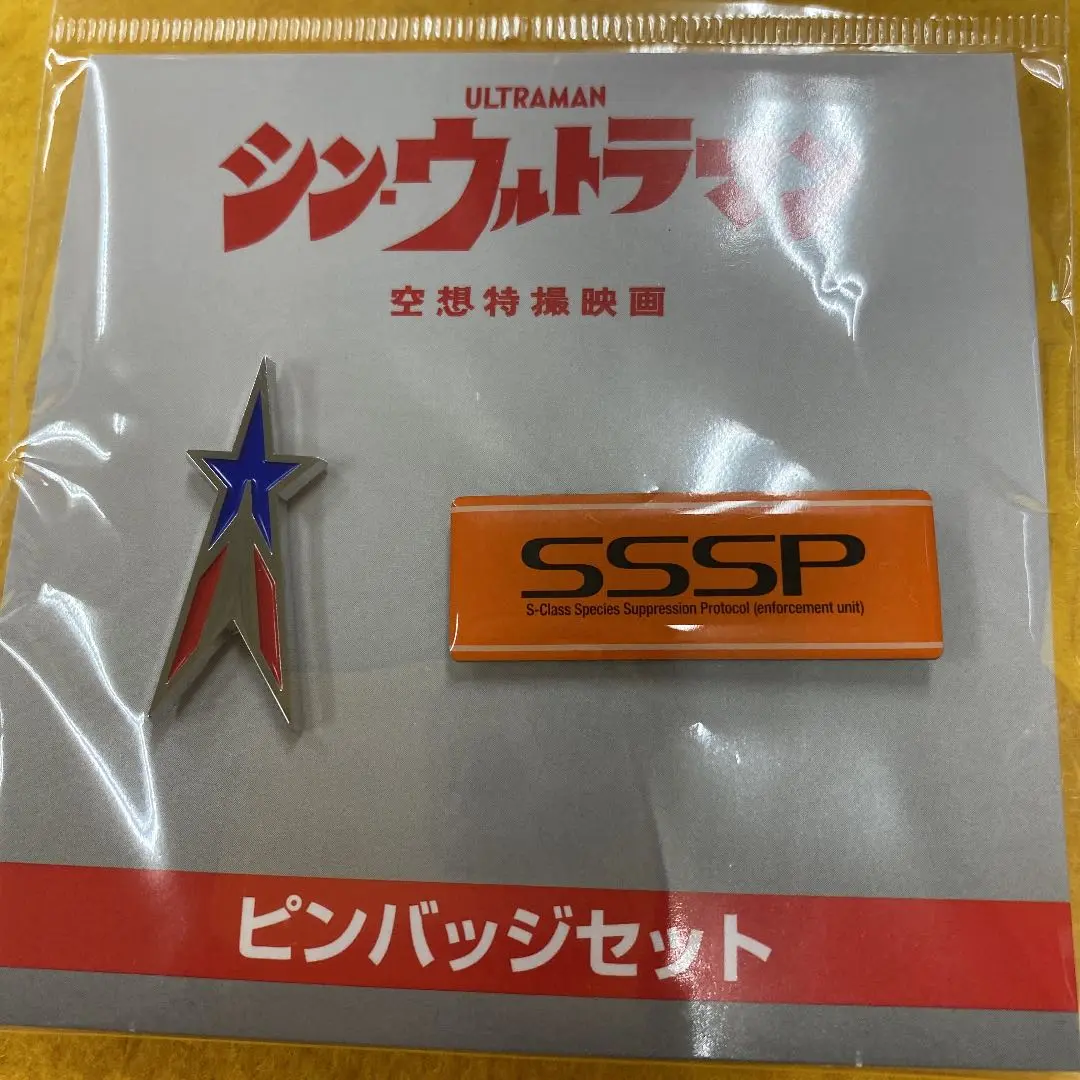 ULTRAMAN
シン・ウルトラマン
空想特撮映画
SSSP
S-Class Species Suppression Protocol (enforcement unit)
ピンバッジセット